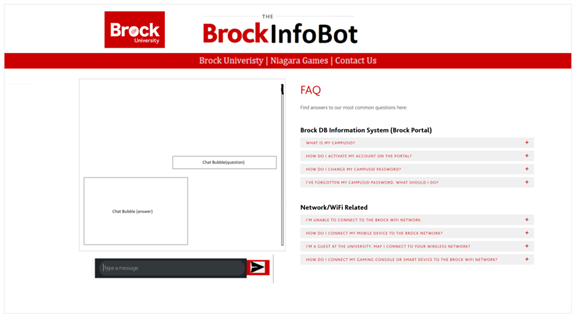 Brock
University
THE
BrockInfoBot
Brock Univeristy | Niagara Games | Contact Us
Chat Bubble(question)
Chat Bubble (answer)
Type a message
FAQ
Find answers to our most common questions here:
Brock DB Information System (Brock Portal)
WHAT IS MY CAMPUSID? +
HOW DO I ACTIVATE MY ACCOUNT ON THE PORTAL? +
HOW DO I CHANGE MY CAMPUSID PASSWORD? +
I'VE FORGOTTEN MY CAMPUSID PASSWORD. WHAT SHOULD I DO? +
Network/WiFi Related
I'M UNABLE TO CONNECT TO THE BROCK WIFI NETWORK +
HOW DO I CONNECT MY MOBILE DEVICE TO THE BROCK NETWORK? +
I'M A GUEST AT THE UNIVERSITY. MAY I CONNECT TO YOUR WIRELESS NETWORK? +
HOW DO I CONNECT MY GAMING CONSOLE OR SMART DEVICE TO THE BROCK WIFI NETWORK? +